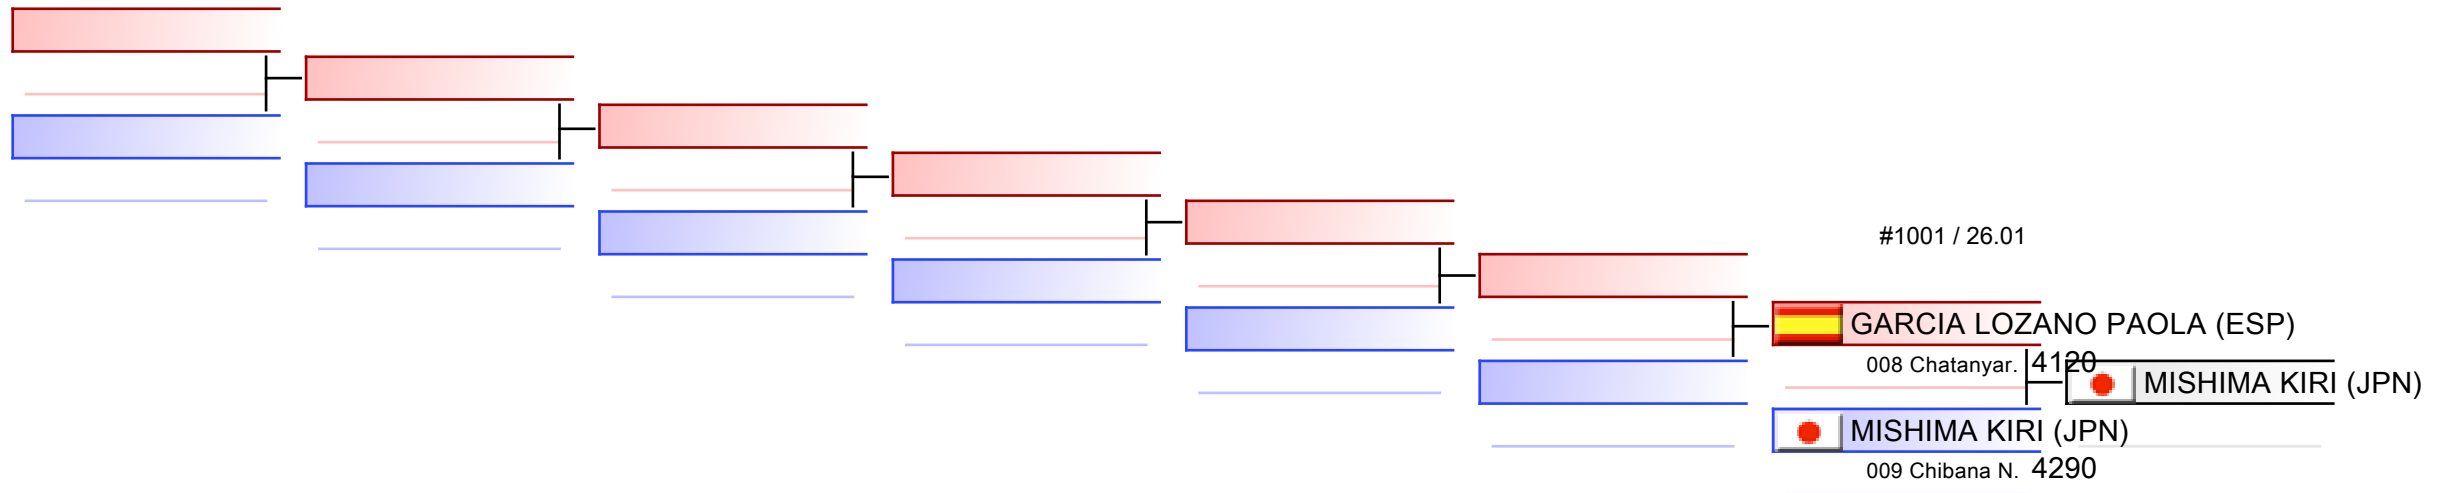 #1001 / 26.01
GARCIA LOZANO PAOLA (ESP)
008 Chatanyar. 4120
MISHIMA KIRI (JPN)
MISHIMA KIRI (JPN)
009 Chibana N. 4290